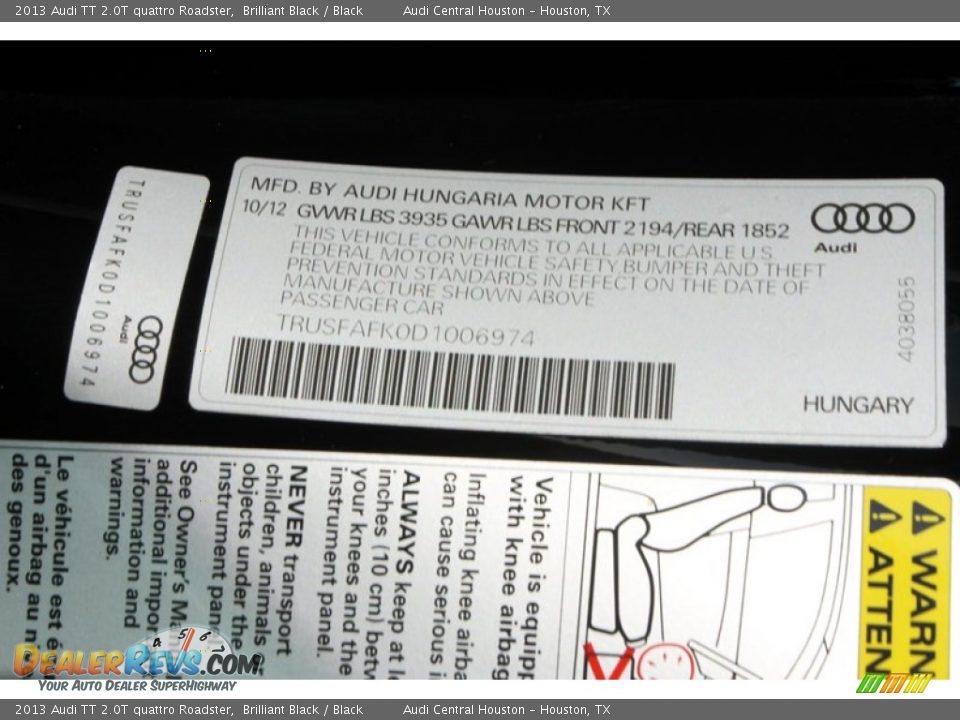 2013 Audi TT 2.0T quattro Roadster, Brilliant Black / Black Audi Central Houston - Houston, TX
MFD. BY AUDI HUNGARIA MOTOR KFT
10/12 GVWR LBS 3935 GAWR LBS FRONT 2194/REAR 1852
THIS VEHICLE CONFORMS TO ALL APPLICABLE U S
FEDERAL MOTOR VEHICLE SAFETY BUMPER AND THEFT
PREVENTION STANDARDS IN EFFECT ON THE DATE OF
MANUFACTURE SHOWN ABOVE
PASSENGER CAR
TRUSFAFK0D1006974
Audi
4038055
HUNGARY
TRUSFAFK0D1006974
Audi
WARN
ATTEN
Vehicle is equipp
with knee airbag
Inflating knee airba
can cause serious i
ALWAYS keep at l
inches (10 cm) betw
your knees and the
instrument panel.
NEVER transport
children, animals
objects under the
instrument pan
See Owner's Ma
additional impor
information and
warnings.
Le véhicule est é
d'un airbag au n
des genoux.
4 5 6 7
DEALERREVS.COM
YOUR AUTO DEALER SUPERHIGHWAY
2013 Audi TT 2.0T quattro Roadster, Brilliant Black / Black Audi Central Houston - Houston, TX